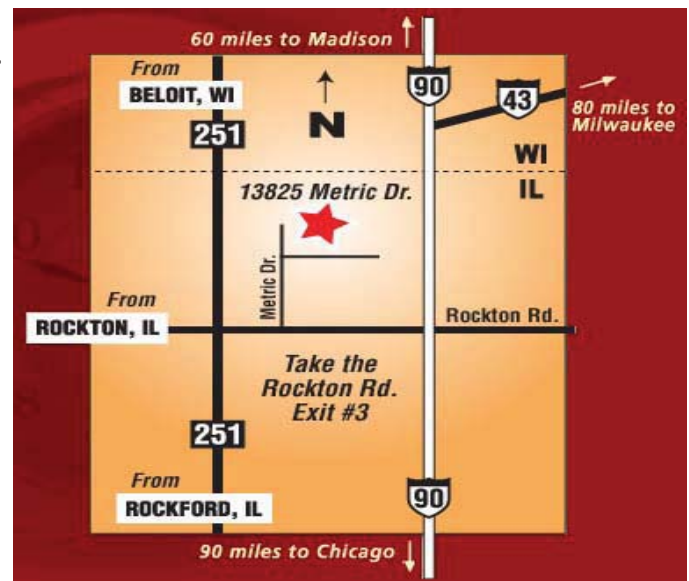 60 miles to Madison
From
BELOIT, WI
251
N
90
43
80 miles to
Milwaukee
WI
IL
13825 Metric Dr.
Metric Dr.
From
ROCKTON, IL
Rockton Rd.
Take the
Rockton Rd.
Exit #3
251
From
ROCKFORD, IL
90
90 miles to Chicago